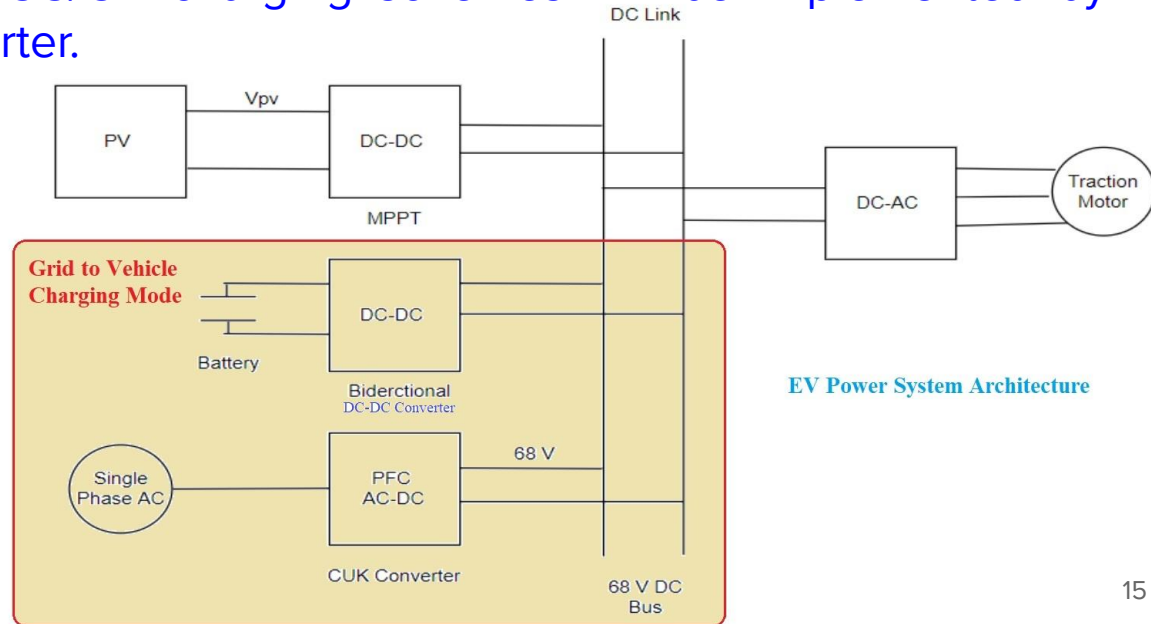 rter.
DC Link
PV
Vpv
DC-DC
MPPT
DC-AC
Traction
Motor
Grid to Vehicle
Charging Mode
Battery
DC-DC
Biderctional
DC-DC Converter
EV Power System Architecture
Single
Phase AC
PFC
AC-DC
68 V
CUK Converter
68 V DC
Bus
15